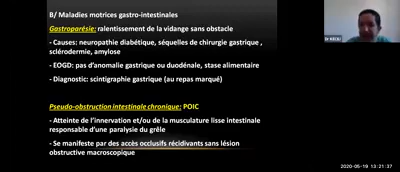 B/ Maladies motrices gastro-intestinales
Gastroparésie: ralentissement de la vidange sans obstacle
- Causes: neuropathie diabétique, séquelles de chirurgie gastrique ,
sclérodermie, amylose
- EOGD: pas d'anomalie gastrique ou duodénale, stase alimentaire
- Diagnostic: scintigraphie gastrique (au repas marqué)
Pseudo-obstruction intestinale chronique: POIC
- Atteinte de l'innervation et/ou de la musculature lisse intestinale
responsable d'une paralysie du grêle
- Se manifeste par des accès occlusifs récidivants sans lésion
obstructive macroscopique
2020-05-19 13:21:37